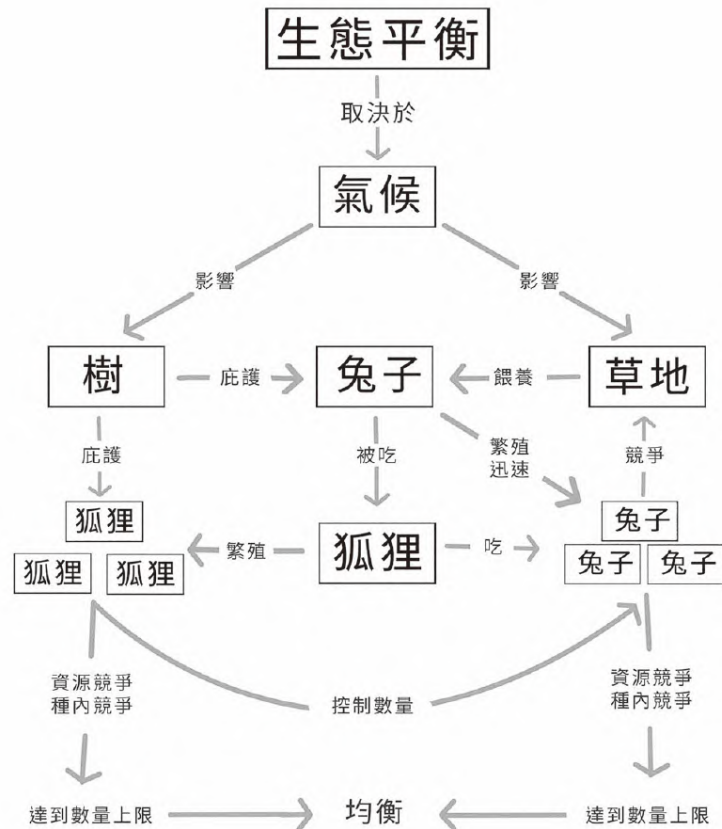 生態平衡
取決於
氣候
影響
影響
樹
庇護
兔子
餵養
草地
庇護
被吃
繁殖
迅速
競爭
狐狸
狐狸
狐狸
繁殖
狐狸
吃
兔子
兔子
兔子
資源競爭
種內競爭
控制數量
資源競爭
種內競爭
達到數量上限
均衡
達到數量上限